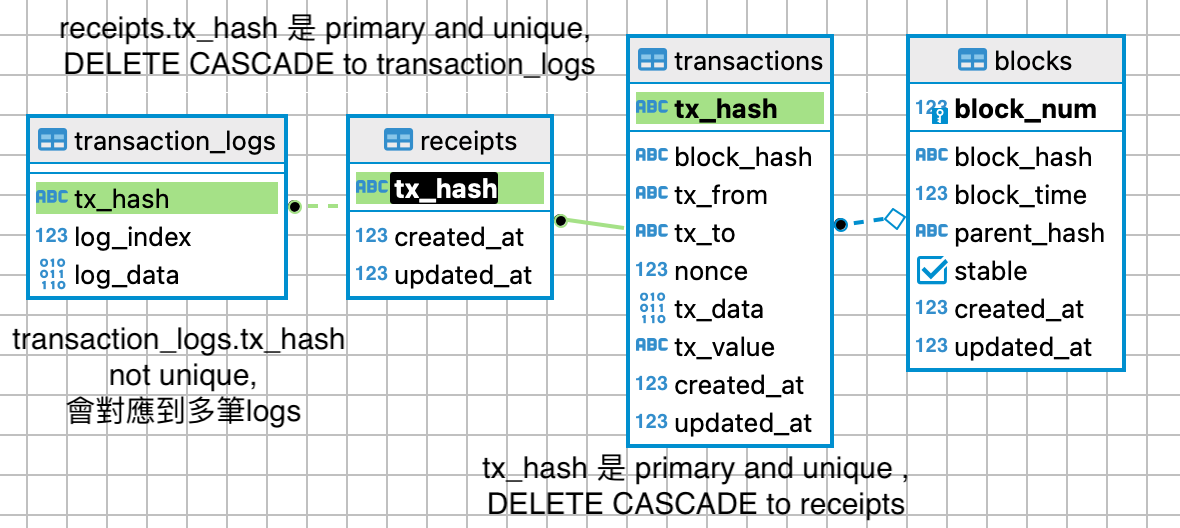 receipts.tx_hash 是 primary and unique,
DELETE CASCADE to transaction_logs
transaction_logs
ABC tx_hash
123 log_index
010 011 110 log_data
transaction_logs.tx_hash
not unique,
會對應到多筆logs
receipts
ABC tx_hash
123 created_at
123 updated_at
transactions
ABC tx_hash
ABC block_hash
ABC tx_from
ABC tx_to
123 nonce
010 011 110 tx_data
ABC tx_value
123 created_at
123 updated_at
tx_hash 是 primary and unique ,
DELETE CASCADE to receipts
blocks
123 block_num
ABC block_hash
123 block_time
ABC parent_hash
stable
123 created_at
123 updated_at